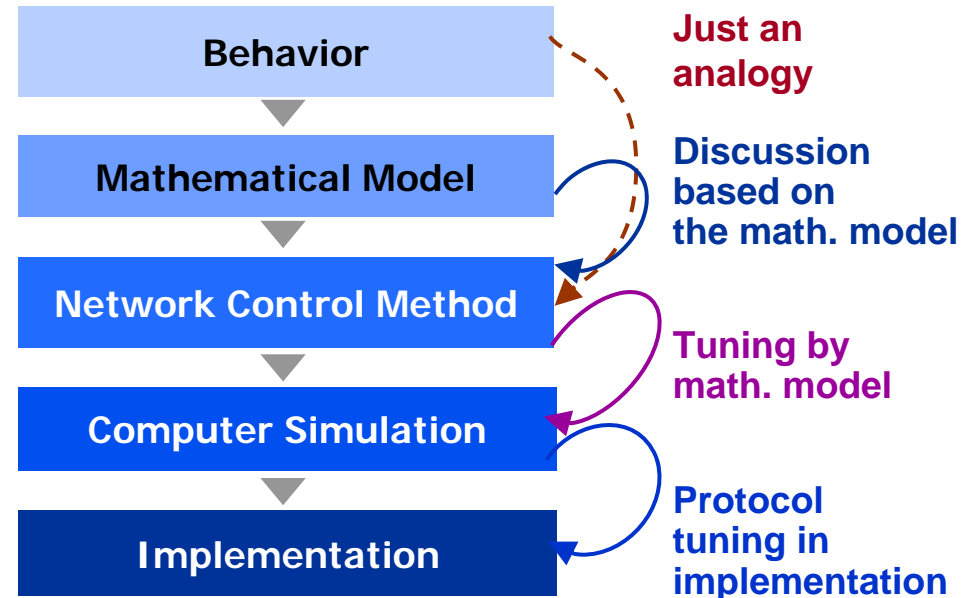 Behavior
Just an
analogy
Mathematical Model
Discussion
based on
the math. model
Network Control Method
Tuning by
math. model
Computer Simulation
Protocol
tuning in
implementation
Implementation